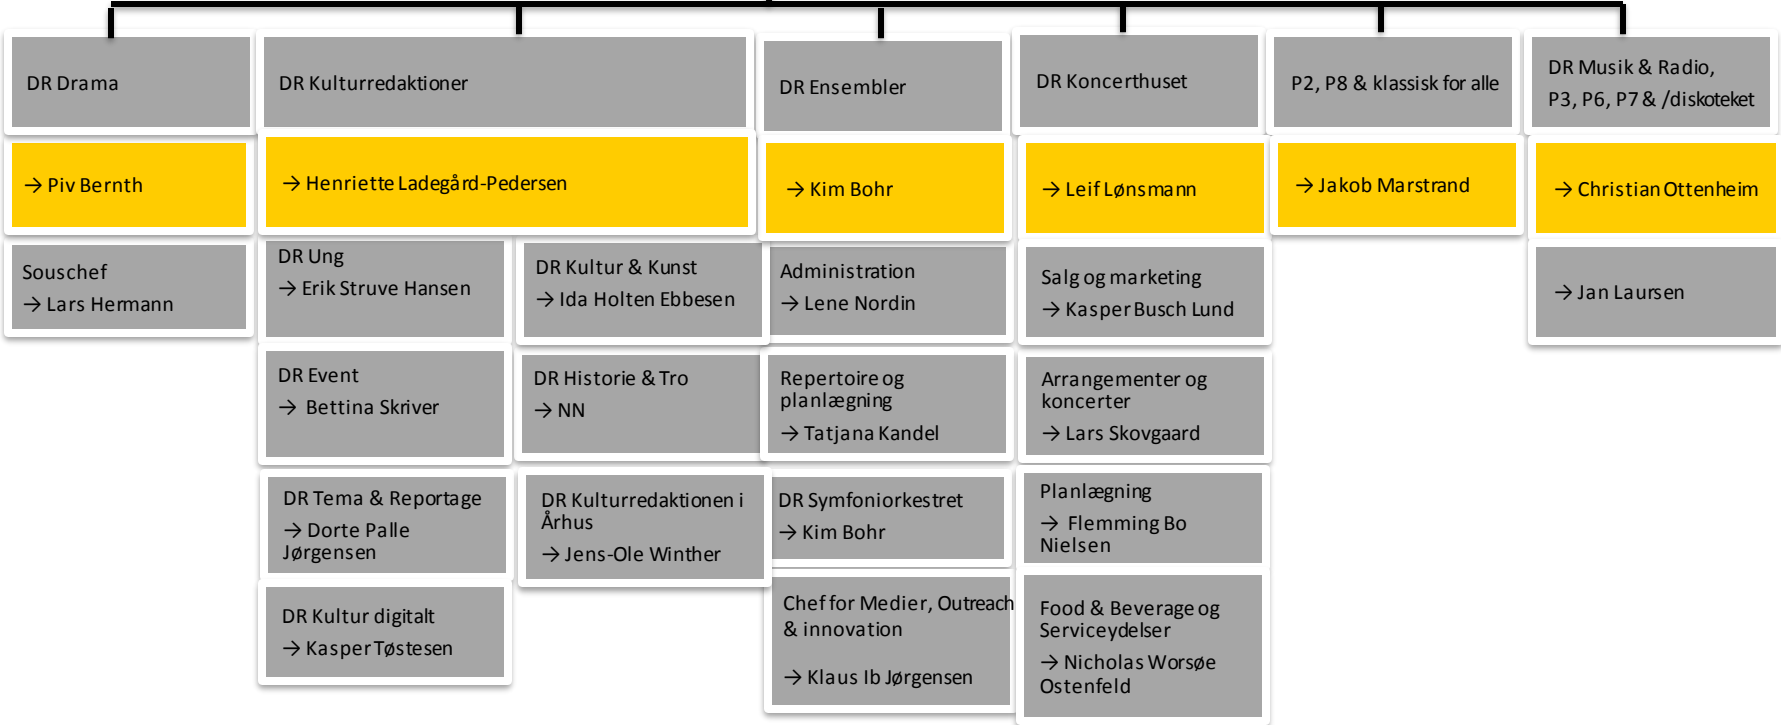 DR Drama
→ Piv Bernth
Souschef
→ Lars Hermann
DR Kulturredaktioner
→ Henriette Ladegård-Pedersen
DR Ung
→ Erik Struve Hansen
DR Event
→ Bettina Skriver
DR Tema & Reportage
→ Dorte Palle
Jørgensen
DR Kultur digitalt
→ Kasper Tøstesen
DR Kultur & Kunst
→ Ida Holten Ebbesen
DR Historie & Tro
→ NN
DR Kulturredaktionen i
Århus
→ Jens-Ole Winther
DR Ensembler
→ Kim Bohr
Administration
→ Lene Nordin
Repertoire og
planlægning
→ Tatjana Kandel
DR Symfoniorkestret
→ Kim Bohr
Chef for Medier, Outreach
& innovation
→ Klaus Ib Jørgensen
DR Koncerthuset
→ Leif Lønsmann
Salg og marketing
→ Kasper Busch Lund
Arrangementer og
koncerter
→ Lars Skovgaard
Planlægning
→ Flemming Bo
Nielsen
Food & Beverage og
Serviceydelser
→ Nicholas Worsøe
Ostenfeld
P2, P8 & klassisk for alle
→ Jakob Marstrand
DR Musik & Radio,
P3, P6, P7 & /diskoteket
→ Christian Ottenheim
→ Jan Laursen